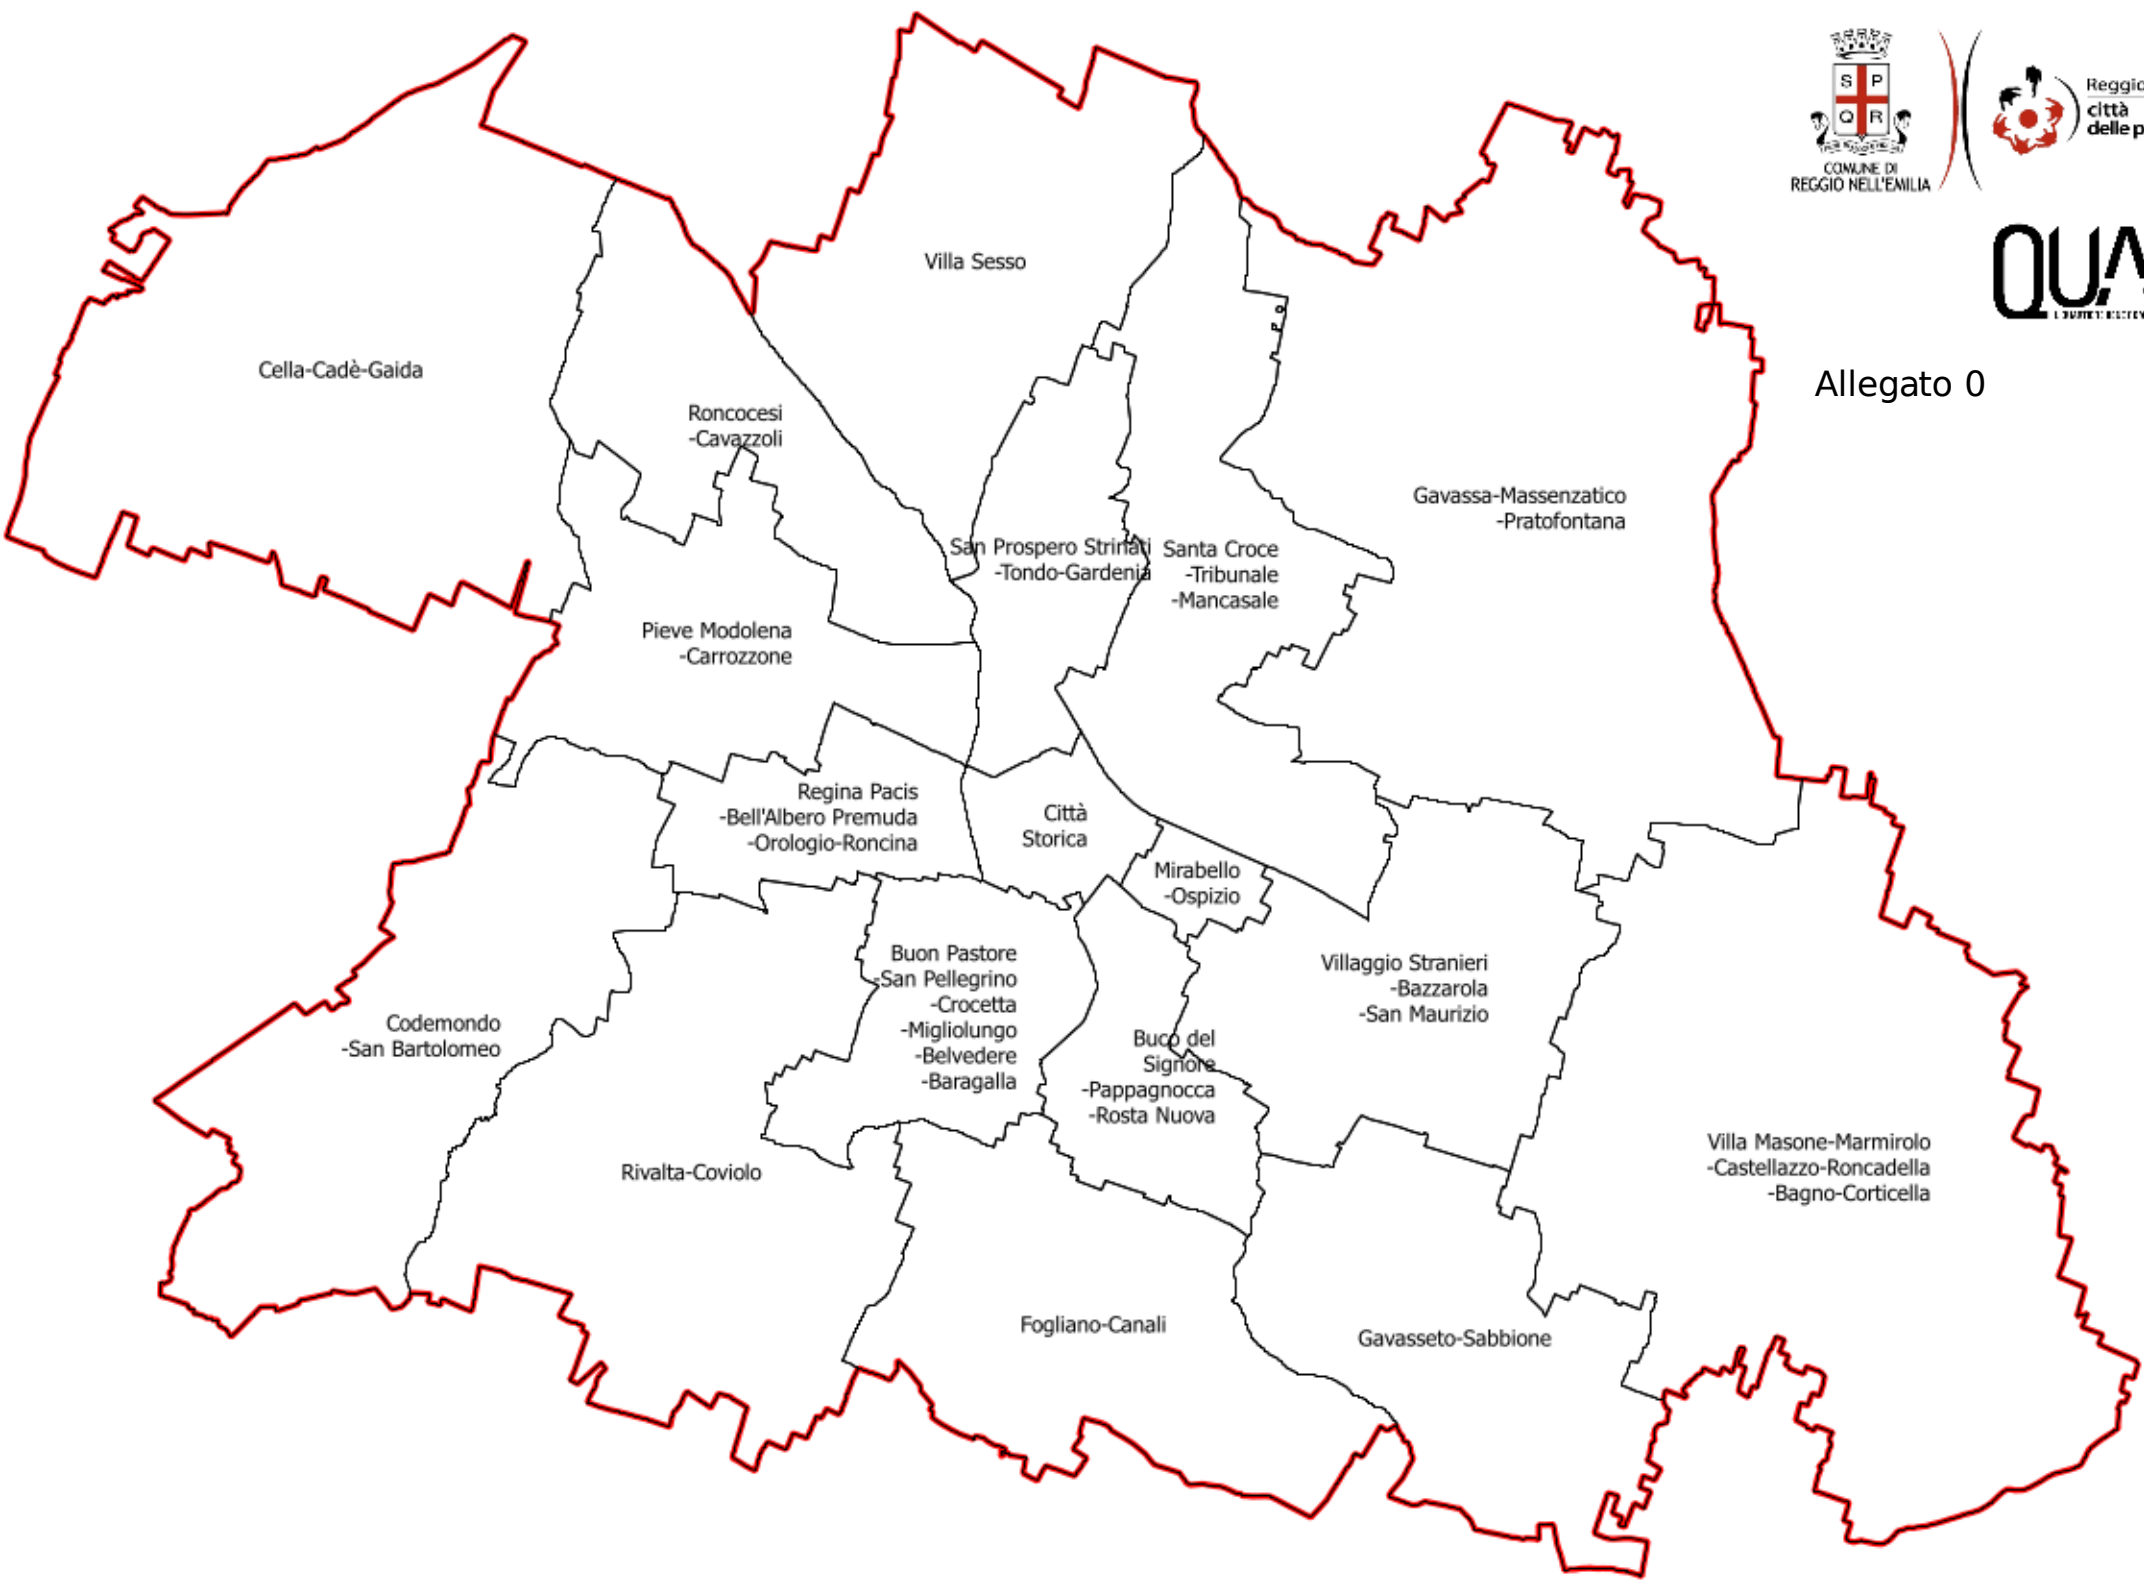 S P
Q R
COMUNE DI
REGGIO NELL'EMILIA
Reggio
città
delle p
QUA
Allegato 0
Villa Sesso
Cella-Cadè-Gaida
Roncocesi
-Cavazzoli
Gavassa-Massenzatico
-Pratofontana
San Prospero Strinati
-Tondo-Gardenia
Santa Croce
-Tribunale
-Mancasale
Pieve Modolena
-Carrozzone
Regina Pacis
-Bell'Albero Premuda
-Orologio-Roncina
Città
Storica
Mirabello
-Ospizio
Buon Pastore
-San Pellegrino
-Crocetta
-Migliolungo
-Belvedere
-Baragalla
Villaggio Stranieri
-Bazzarola
-San Maurizio
Codemondo
-San Bartolomeo
Buco del
Signore
-Pappagnocca
-Rosta Nuova
Rivalta-Coviolo
Villa Masone-Marmirolo
-Castellazzo-Roncadella
-Bagno-Corticella
Fogliano-Canali
Gavasseto-Sabbione